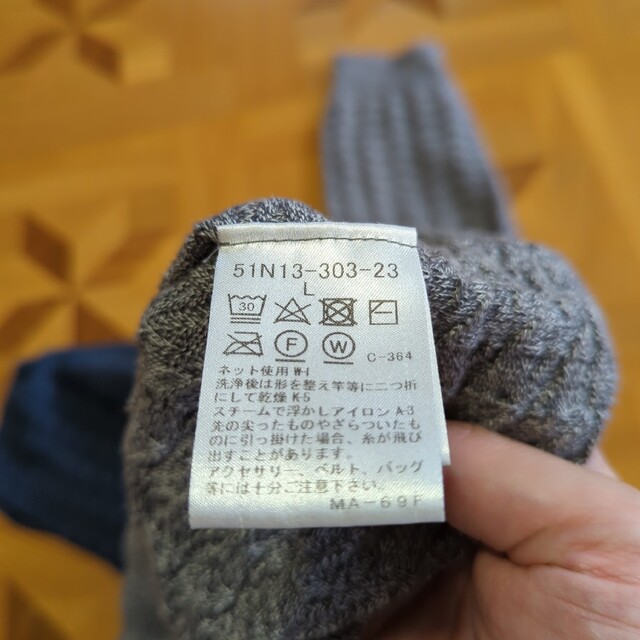 51N13-303-23
L
30
F W C-364
ネット使用 W-1
洗浄後は形を整え竿等に二つ折
にして乾燥 K-5
スチームで浮かしアイロン A-3
先の尖ったものやざらついたも
のに引っ掛けた場合、糸が飛び
出すことがあります。
アクセサリー、ベルト、バッグ
等には十分ご注意下さい。
MA-69F